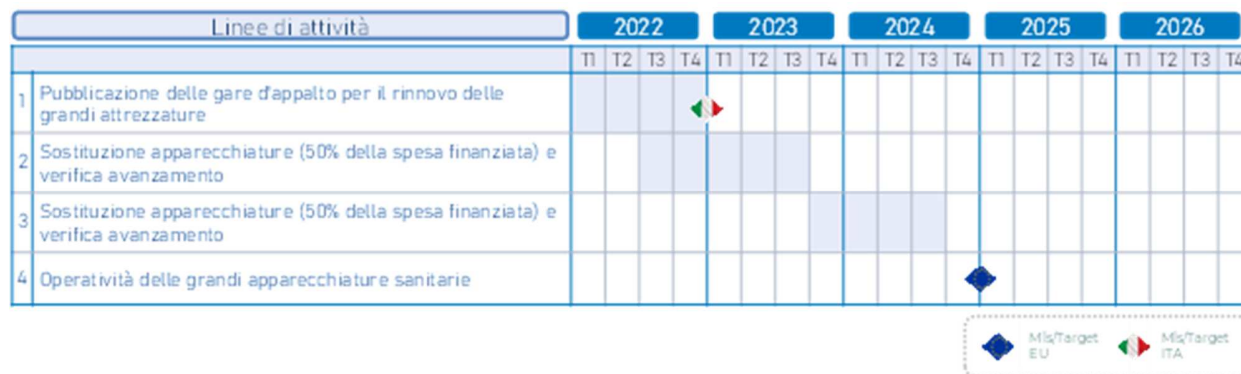 Linee di attività 2022 2023 2024 2025 2026
T1 T2 T3 T4 T1 T2 T3 T4 T1 T2 T3 T4 T1 T2 T3 T4 T1 T2 T3 T4
1 Pubblicazione delle gare d'appalto per il rinnovo delle
grandi attrezzature
2 Sostituzione apparecchiature (50% della spesa finanziata) e
verifica avanzamento
3 Sostituzione apparecchiature (50% della spesa finanziata) e
verifica avanzamento
4 Operatività delle grandi apparecchiature sanitarie
Mls/Target
EU
Mls/Target
ITA